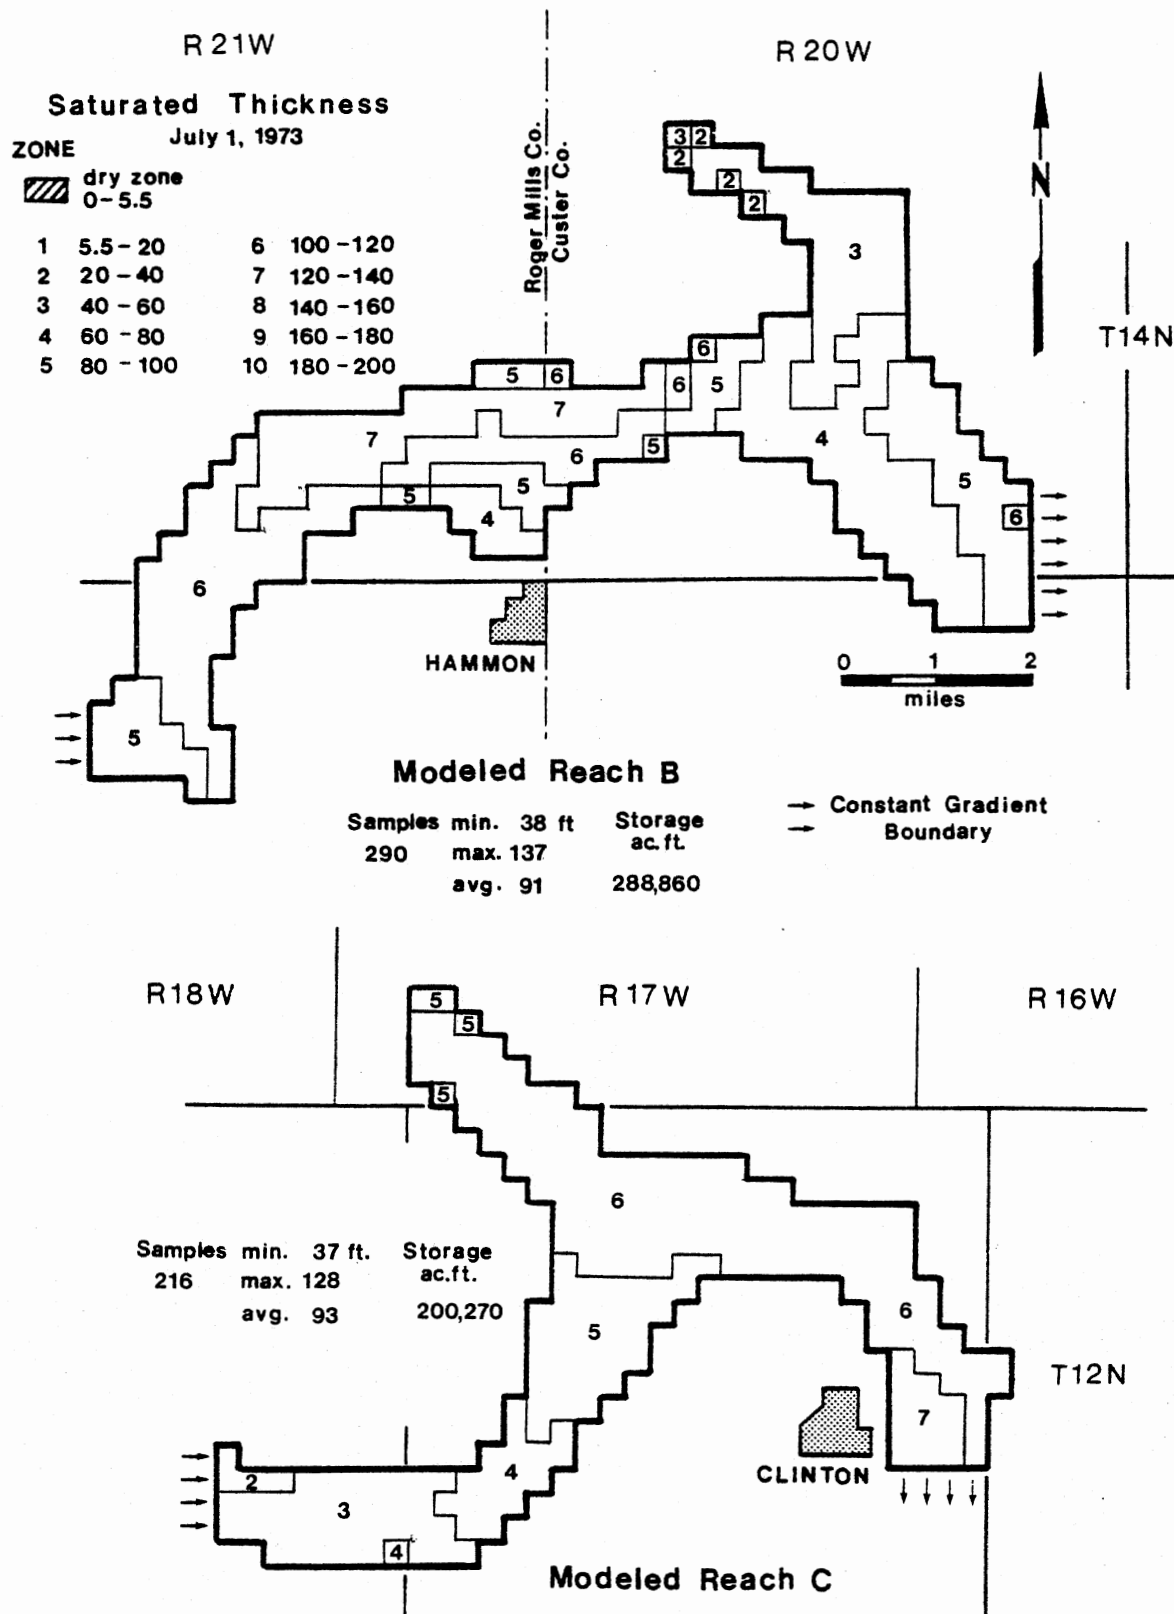 R 21W
R 20W
Saturated Thickness
July 1, 1973
ZONE
dry zone
0-5.5
1 5.5-20 6 100-120
2 20-40 7 120-140
3 40-60 8 140-160
4 60-80 9 160-180
5 80-100 10 180-200
Roger Mills Co.
Custer Co.
N
T14N
3 2
2
2
2
3
6
5 6
6 5
7
7
5
4
6
5
5
5
4
6
6
5
HAMMON
0 1 2
miles
Modeled Reach B
Samples min. 38 ft Storage
290 max. 137 ac.ft.
avg. 91 288,860
→ Constant Gradient
→ Boundary
R18W
R 17W
R 16W
5
5
5
6
Samples min. 37 ft. Storage
216 max. 128 ac.ft.
avg. 93 200,270
6
5
T12N
7
CLINTON
4
2
3
4
Modeled Reach C